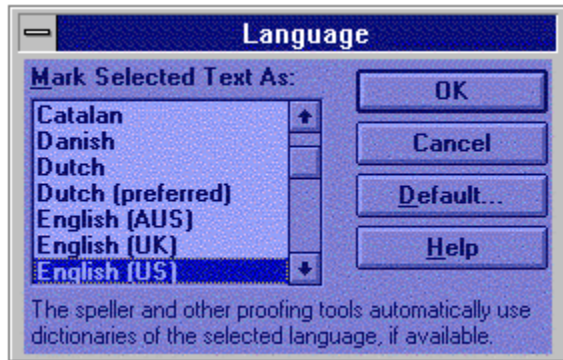 Language
Mark Selected Text As:
Catalan
Danish
Dutch
Dutch (preferred)
English (AUS)
English (UK)
English (US)
OK
Cancel
Default...
Help
The speller and other proofing tools automatically use
dictionaries of the selected language, if available.